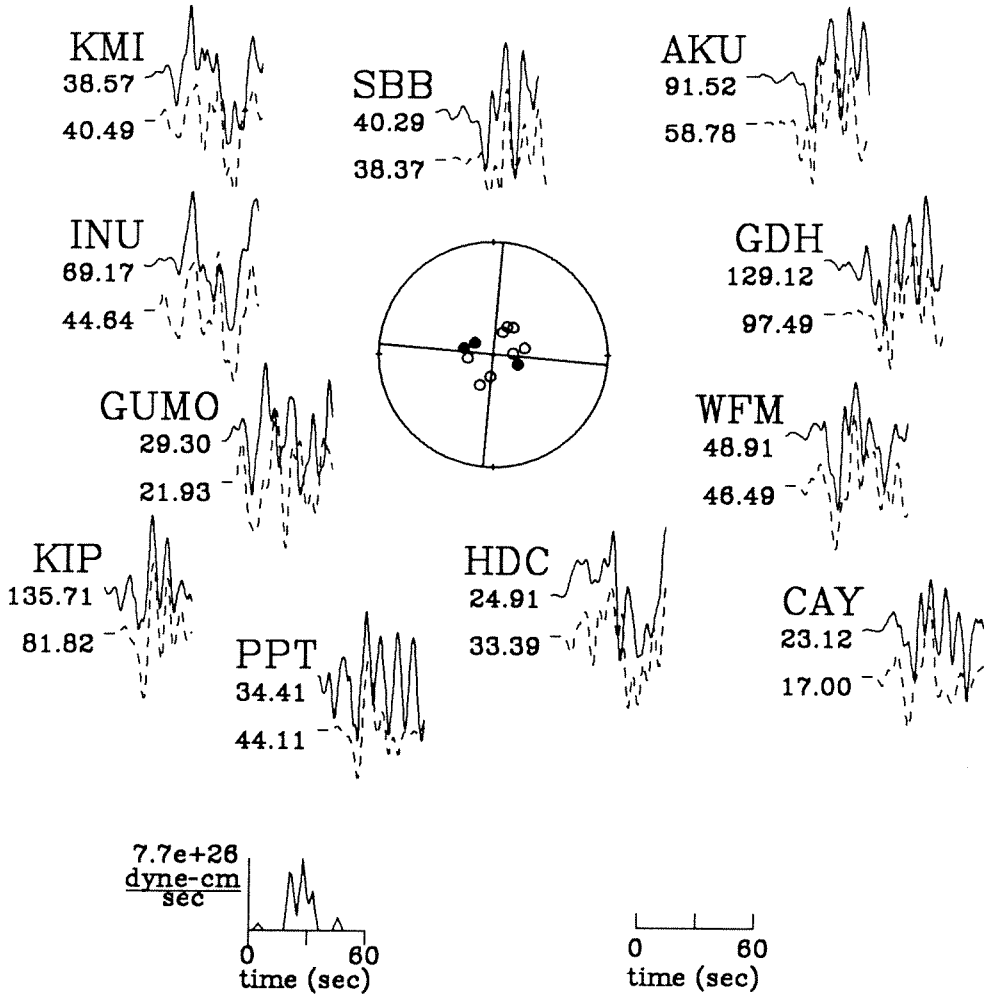 KMI
38.57
40.49
SBB
40.29
38.37
AKU
91.52
58.78
INU
69.17
44.64
GDH
129.12
97.49
GUMO
29.30
21.93
WFM
48.91
46.49
KIP
135.71
81.82
HDC
24.91
33.39
CAY
23.12
17.00
PPT
34.41
44.11
7.7e+26
dyne-cm
sec
0 60
time (sec)
0 60
time (sec)